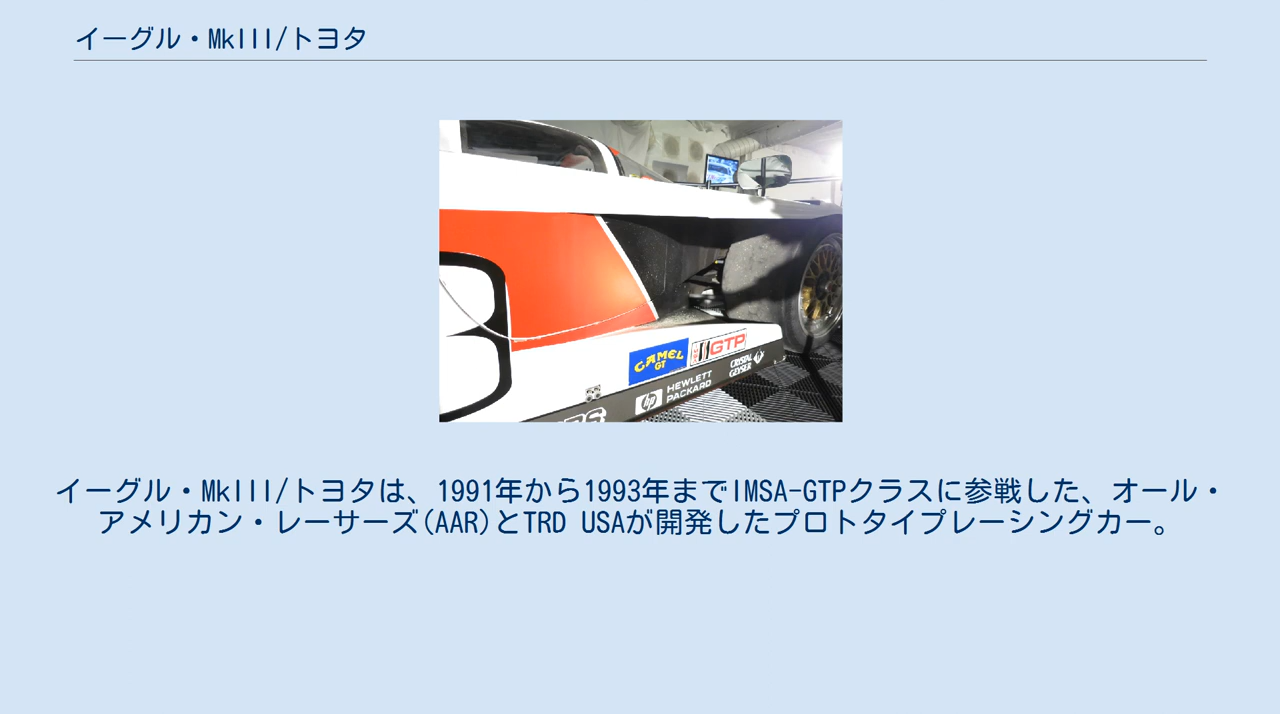 イーグル・MkIII/トヨタ
CAMEL
GT
GTP
CRYSTAL
GEYSER
hp
HEWLETT
PACKARD
イーグル・MkIII/トヨタは、1991年から1993年までIMSA-GTPクラスに参戦した、オール・
アメリカン・レーサーズ(AAR)とTRD USAが開発したプロトタイプレーシングカー。